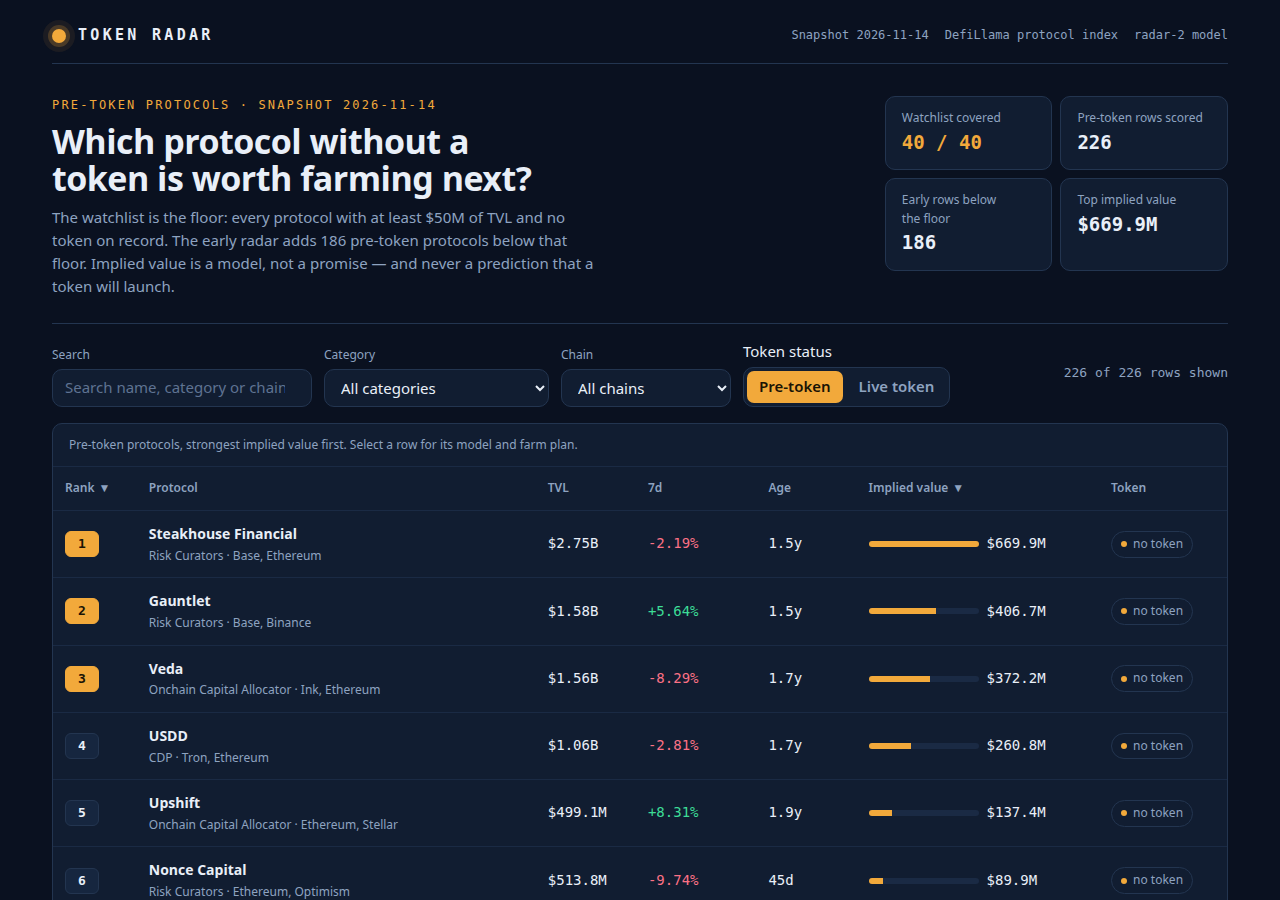 TOKEN RADAR
Snapshot 2026-11-14 DefiLlama protocol index radar-2 model
PRE-TOKEN PROTOCOLS · SNAPSHOT 2026-11-14
Which protocol without a
token is worth farming next?
The watchlist is the floor: every protocol with at least $50M of TVL and no
token on record. The early radar adds 186 pre-token protocols below that
floor. Implied value is a model, not a promise — and never a prediction that a
token will launch.
Watchlist covered
40 / 40
Pre-token rows scored
226
Early rows below
the floor
186
Top implied value
$669.9M
Search
Search name, category or chain
Category
All categories
Chain
All chains
Token status
Pre-token Live token
226 of 226 rows shown
Pre-token protocols, strongest implied value first. Select a row for its model and farm plan.
Rank ▼ Protocol TVL 7d Age Implied value ▼ Token
1 Steakhouse Financial $2.75B -2.19% 1.5y $669.9M no token
Risk Curators · Base, Ethereum
2 Gauntlet $1.58B +5.64% 1.5y $406.7M no token
Risk Curators · Base, Binance
3 Veda $1.56B -8.29% 1.7y $372.2M no token
Onchain Capital Allocator · Ink, Ethereum
4 USDD $1.06B -2.81% 1.7y $260.8M no token
CDP · Tron, Ethereum
5 Upshift $499.1M +8.31% 1.9y $137.4M no token
Onchain Capital Allocator · Ethereum, Stellar
6 Nonce Capital $513.8M -9.74% 45d $89.9M no token
Risk Curators · Ethereum, Optimism